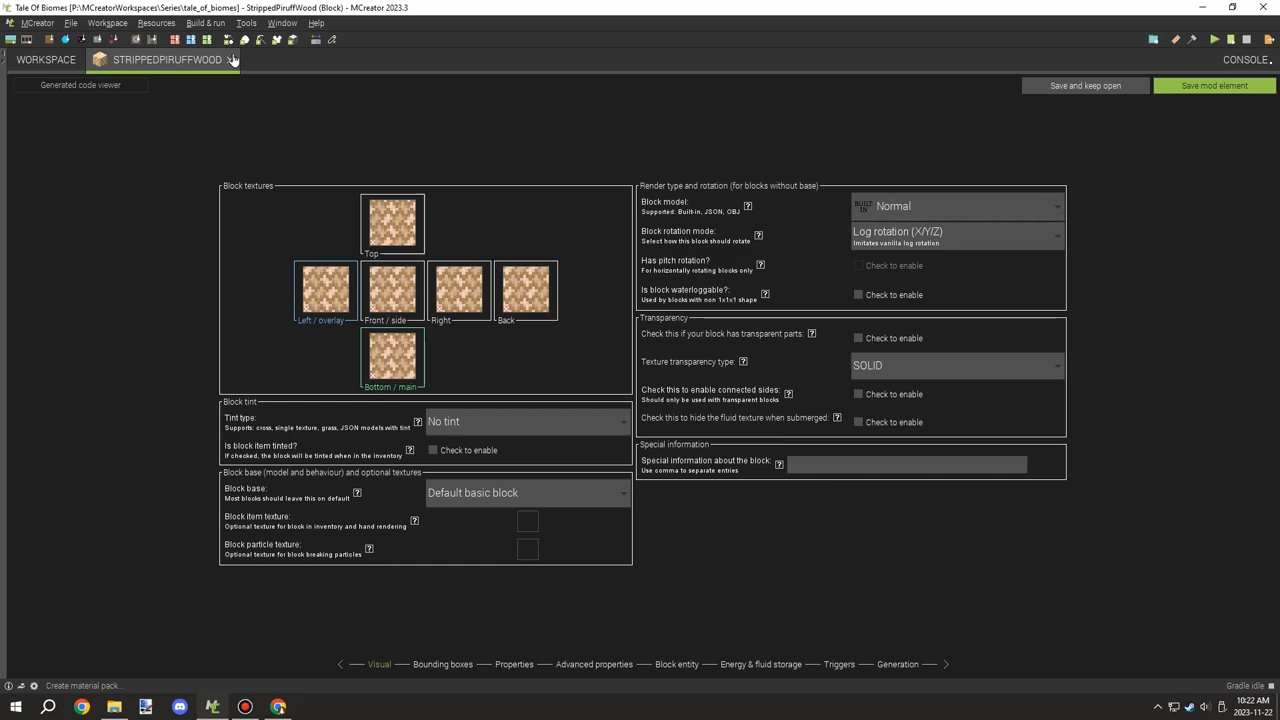 Tale Of Biomes [P:\MCreatorWorkspaces\Series\tale_of_biomes] - StrippedPiruffWood (Block) - MCreator 2023.3
MCreator File Workspace Resources Build & run Tools Window Help
WORKSPACE STRIPPEDPIRUFFWOOD CONSOLE
Generated code viewer Save and keep open Save mod element
Block textures
Top
Left / overlay Front / side Right Back
Bottom / main
Block tint
Tint type: ? No tint
Supports: cross, single texture, grass, JSON models with tint
Is block item tinted? ? Check to enable
If checked, the block will be tinted when in the inventory
Block base (model and behaviour) and optional textures
Block base: ? Default basic block
Most blocks should leave this on default
Block item texture: ?
Optional texture for block in inventory and hand rendering
Block particle texture: ?
Optional texture for block breaking particles
Render type and rotation (for blocks without base)
Block model: ? BUILT IN Normal
Supported: Built-in, JSON, OBJ
Block rotation mode: ? Log rotation (X/Y/Z)
Select how this block should rotate Imitates vanilla log rotation
Has pitch rotation? ? Check to enable
For horizontally rotating blocks only
Is block waterloggable?: ? Check to enable
Used by blocks with non 1x1x1 shape
Transparency
Check this if your block has transparent parts: ? Check to enable
Texture transparency type: ? SOLID
Check this to enable connected sides: ? Check to enable
Should only be used with transparent blocks
Check this to hide the fluid texture when submerged: ? Check to enable
Special information
Special information about the block: ?
Use comma to separate entries
Visual Bounding boxes Properties Advanced properties Block entity Energy & fluid storage Triggers Generation
Create material pack... Gradle idle
10:22 AM
2023-11-22